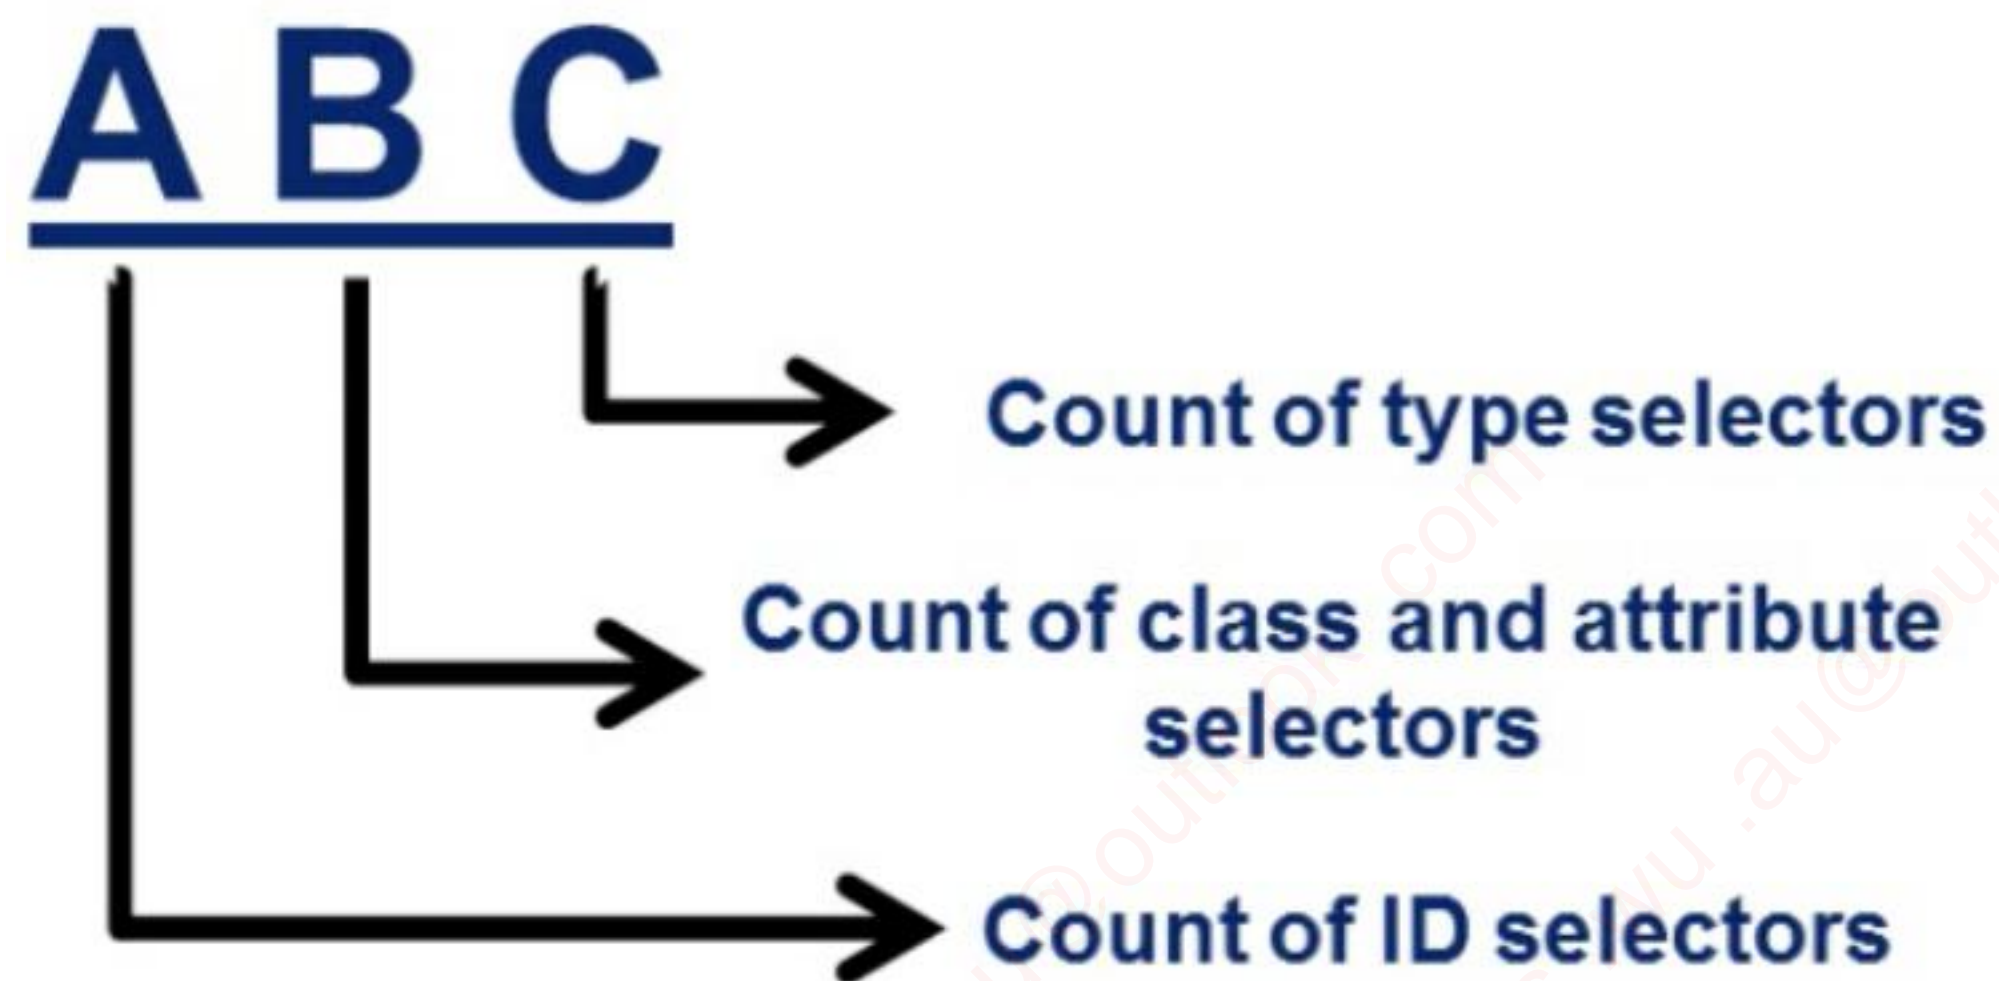 A B C
Count of type selectors
Count of class and attribute
selectors
Count of ID selectors